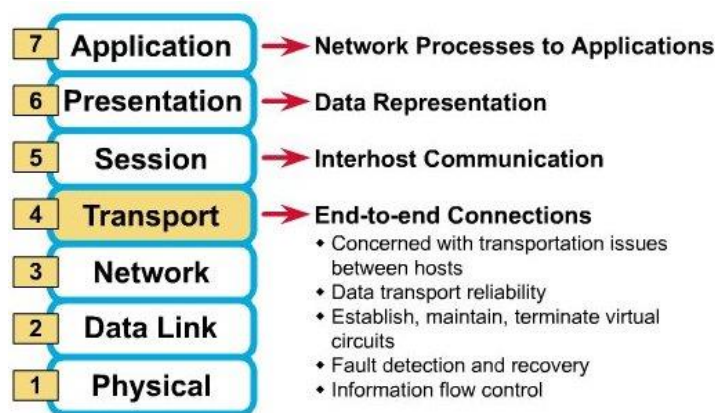 7 Application Network Processes to Applications
6 Presentation Data Representation
5 Session Interhost Communication
4 Transport End-to-end Connections
• Concerned with transportation issues
between hosts
3 Network
• Data transport reliability
• Establish, maintain, terminate virtual
circuits
2 Data Link
• Fault detection and recovery
1 Physical
• Information flow control